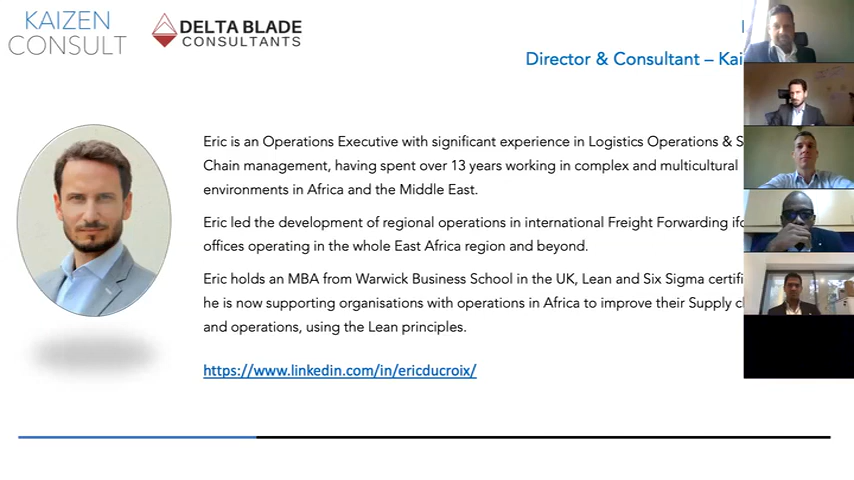 KAIZEN
CONSULT
DELTA BLADE
CONSULTANTS
Director & Consultant – Kai
Eric is an Operations Executive with significant experience in Logistics Operations & S
Chain management, having spent over 13 years working in complex and multicultural
environments in Africa and the Middle East.
Eric led the development of regional operations in international Freight Forwarding
offices operating in the whole East Africa region and beyond.
Eric holds an MBA from Warwick Business School in the UK, Lean and Six Sigma certifi
he is now supporting organisations with operations in Africa to improve their Supply c
and operations, using the Lean principles.
https://www.linkedin.com/in/ericducroix/